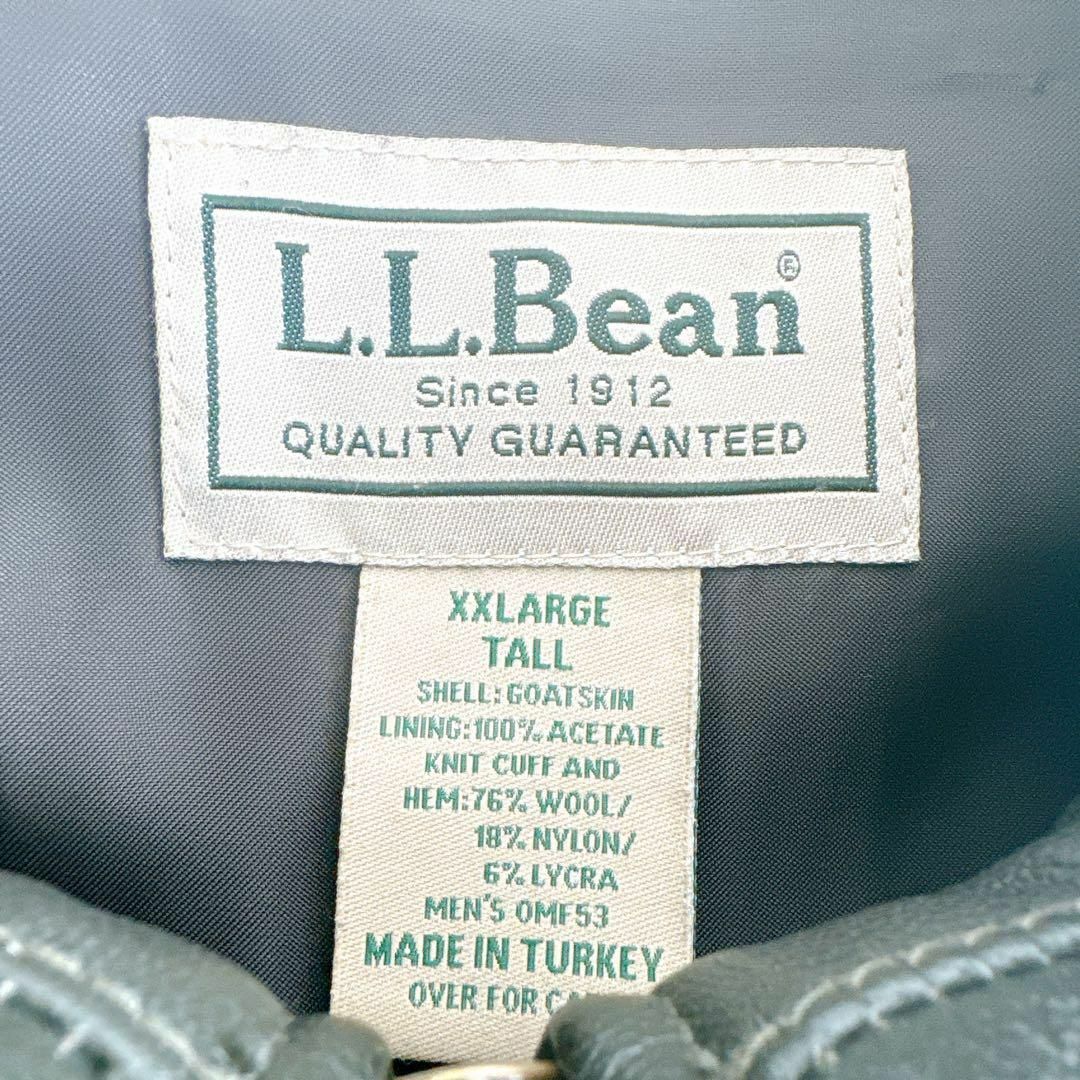 L.L.Bean®
Since 1912
QUALITY GUARANTEED
XXLARGE
TALL
SHELL:GOATSKIN
LINING:100% ACETATE
KNIT CUFF AND
HEM:76% WOOL/
18% NYLON/
6% LYCRA
MEN'S OMF53
MADE IN TURKEY
OVER FOR